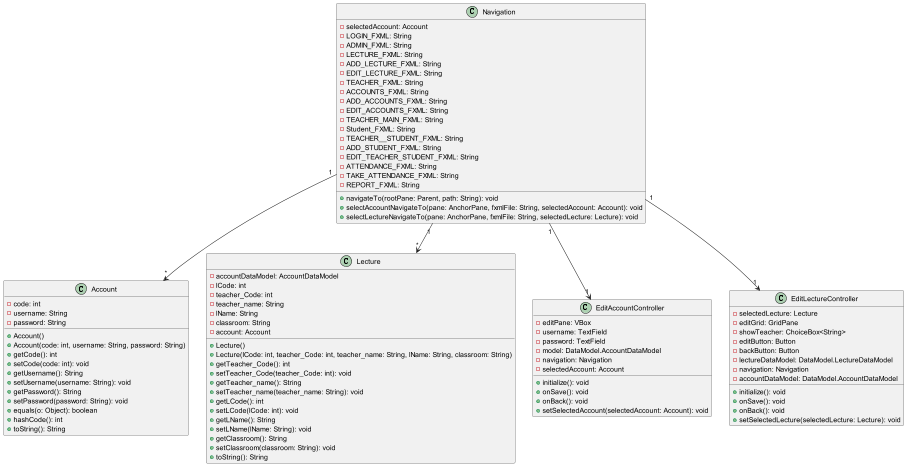 C Navigation
selectedAccount: Account
LOGIN_FXML: String
ADMIN_FXML: String
LECTURE_FXML: String
ADD_LECTURE_FXML: String
EDIT_LECTURE_FXML: String
TEACHER_FXML: String
ACCOUNTS_FXML: String
ADD_ACCOUNTS_FXML: String
EDIT_ACCOUNTS_FXML: String
TEACHER_MAIN_FXML: String
Student_FXML: String
TEACHER__STUDENT_FXML: String
ADD_STUDENT_FXML: String
EDIT_TEACHER_STUDENT_FXML: String
ATTENDANCE_FXML: String
TAKE_ATTENDANCE_FXML: String
REPORT_FXML: String
navigateTo(rootPane: Parent, path: String): void
selectAccountNavigateTo(pane: AnchorPane, fxmlFile: String, selectedAccount: Account): void
selectLectureNavigateTo(pane: AnchorPane, fxmlFile: String, selectedLecture: Lecture): void
1
1
1
1
*
*
1
1
C Account
code: int
username: String
password: String
Account()
Account(code: int, username: String, password: String)
getCode(): int
setCode(code: int): void
getUsername(): String
setUsername(username: String): void
getPassword(): String
setPassword(password: String): void
equals(o: Object): boolean
hashCode(): int
toString(): String
C Lecture
accountDataModel: AccountDataModel
lCode: int
teacher_Code: int
teacher_name: String
lName: String
classroom: String
account: Account
Lecture()
Lecture(lCode: int, teacher_Code: int, teacher_name: String, lName: String, classroom: String)
getTeacher_Code(): int
setTeacher_Code(teacher_Code: int): void
getTeacher_name(): String
setTeacher_name(teacher_name: String): void
getLCode(): int
setLCode(lCode: int): void
getLName(): String
setLName(lName: String): void
getClassroom(): String
setClassroom(classroom: String): void
toString(): String
C EditAccountController
editPane: VBox
username: TextField
password: TextField
model: DataModel.AccountDataModel
navigation: Navigation
selectedAccount: Account
initialize(): void
onSave(): void
onBack(): void
setSelectedAccount(selectedAccount: Account): void
C EditLectureController
selectedLecture: Lecture
editGrid: GridPane
showTeacher: ChoiceBox<String>
editButton: Button
backButton: Button
lectureDataModel: DataModel.LectureDataModel
navigation: Navigation
accountDataModel: DataModel.AccountDataModel
initialize(): void
onSave(): void
onBack(): void
setSelectedLecture(selectedLecture: Lecture): void